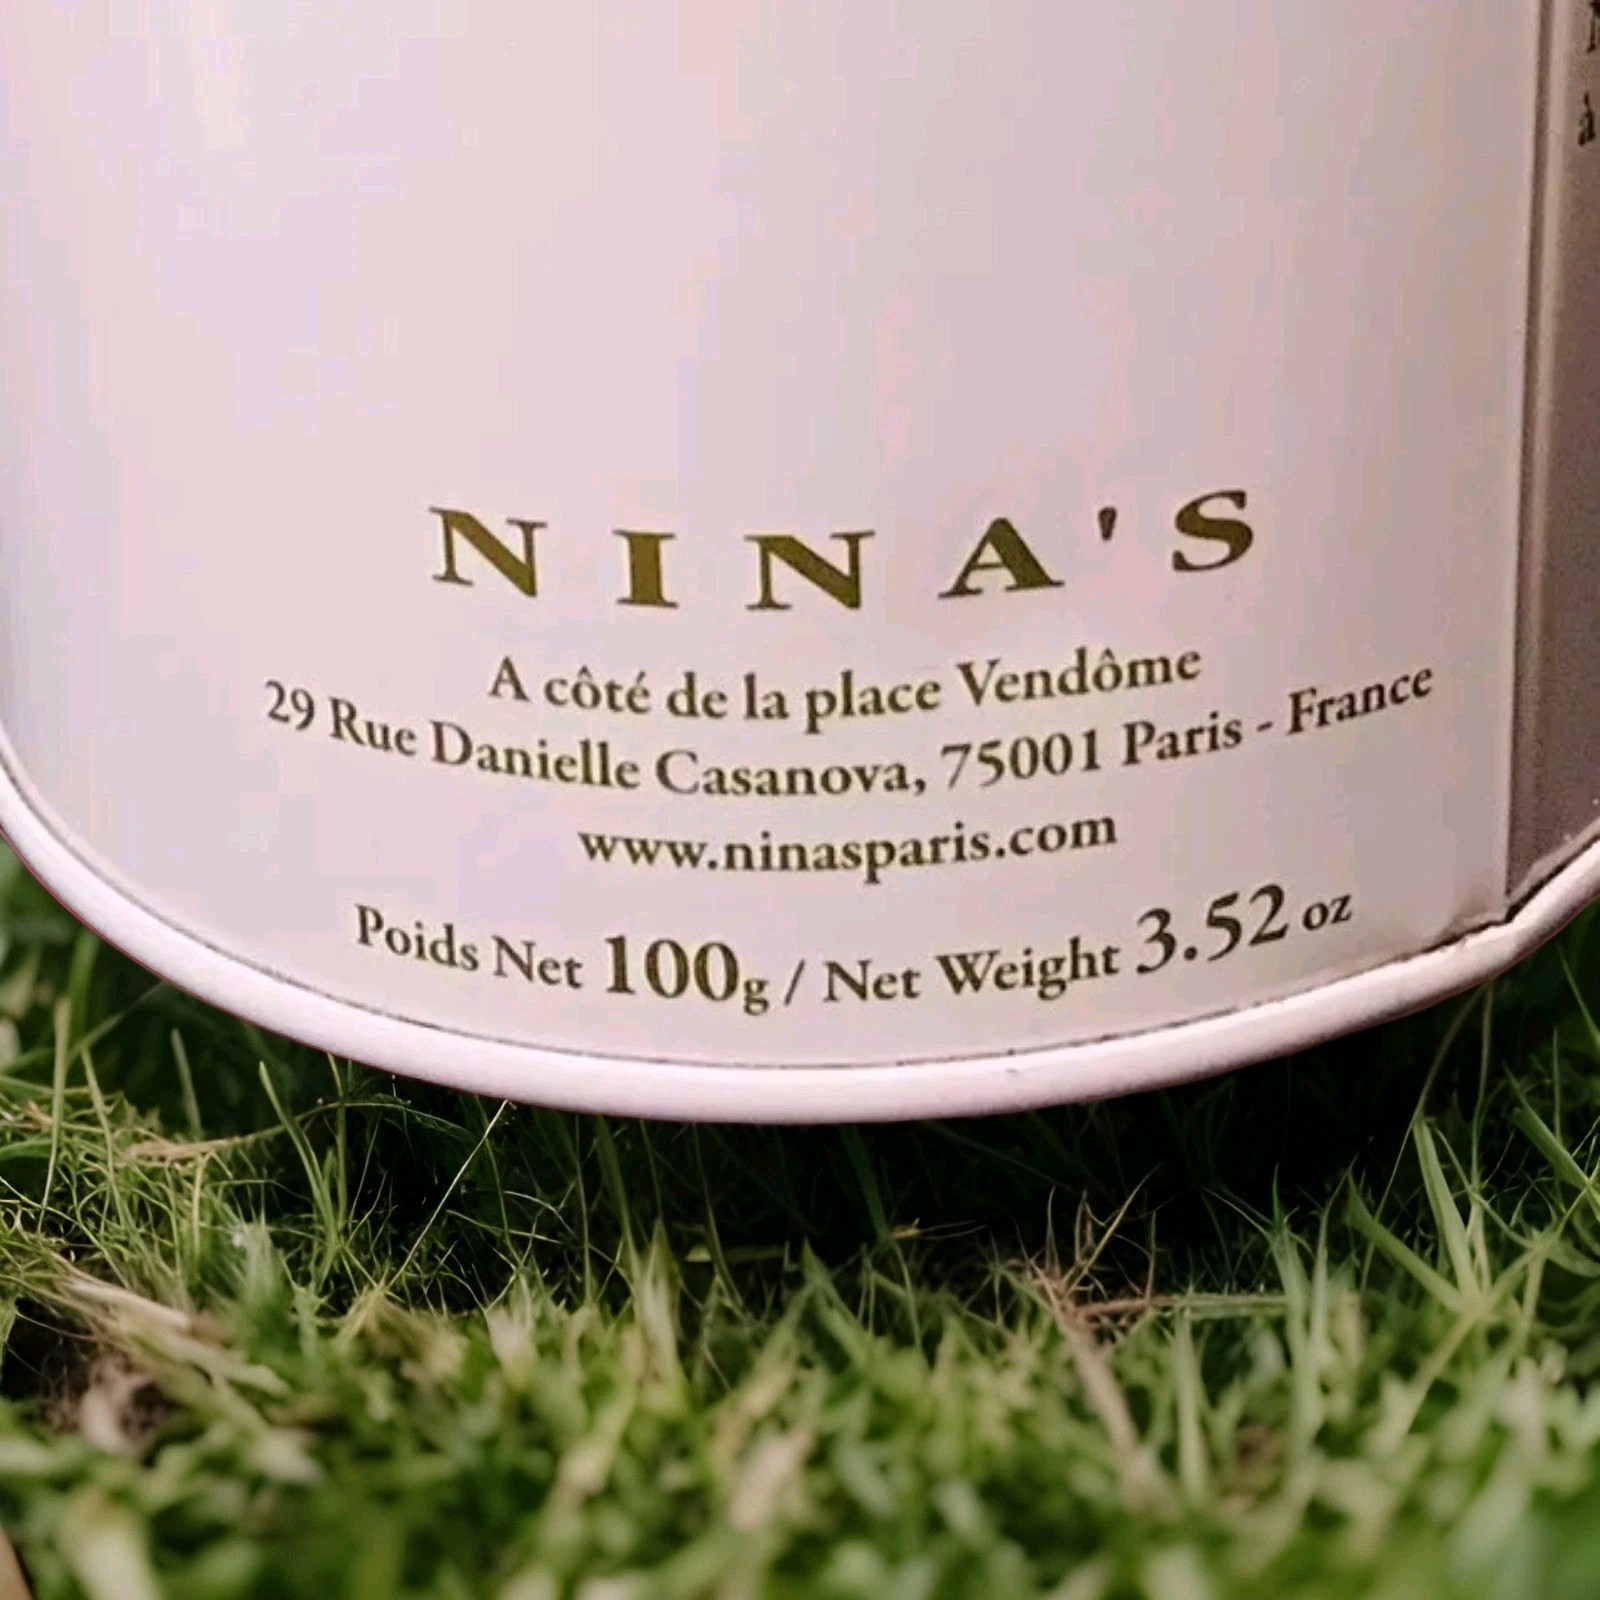 NINA'S
A côté de la place Vendôme
29 Rue Danielle Casanova, 75001 Paris - France
www.ninasparis.com
Poids Net 100g / Net Weight 3.52 oz